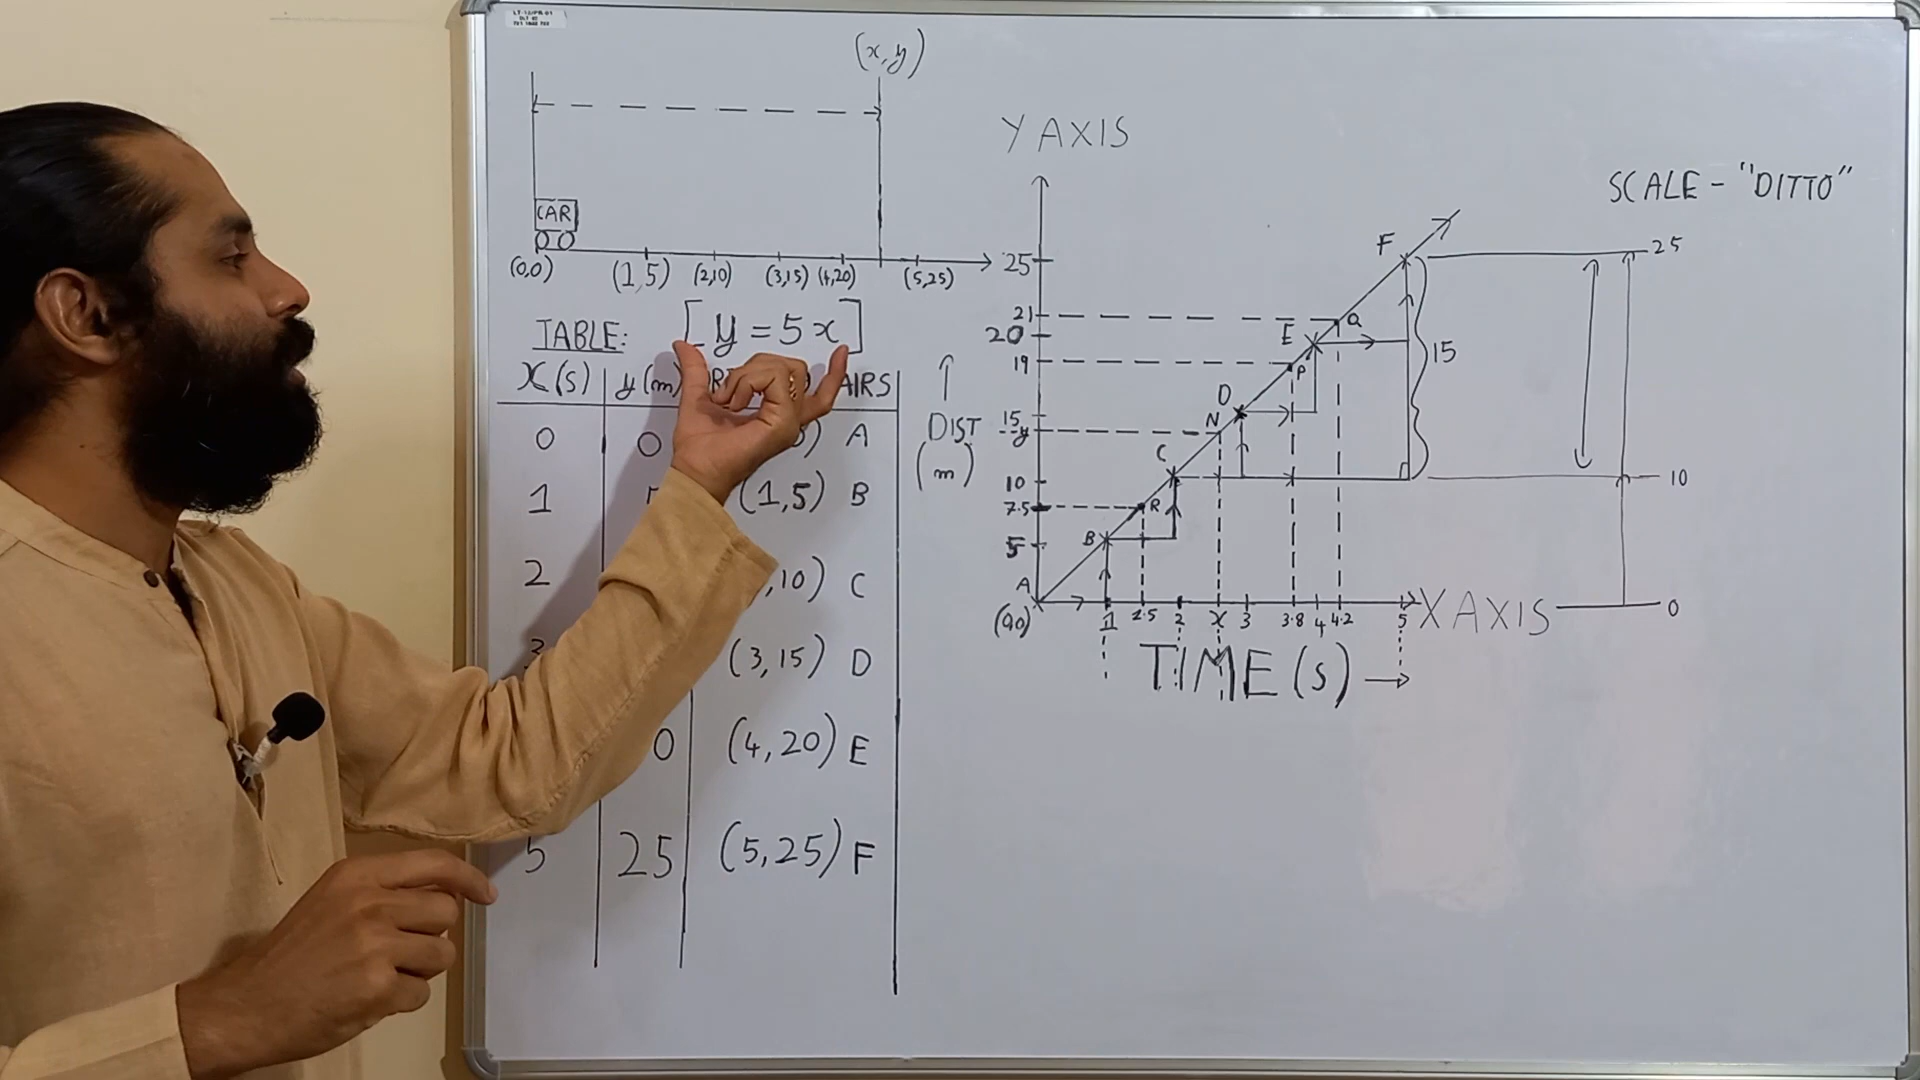 (x,y)
CAR
(0,0) (1,5) (2,10) (3,15) (4,20) (5,25)
TABLE: [y = 5x]
X(s) y(m) AIRS
0 0 A
1 (1,5) B
2 ,10) C
3 (3,15) D
0 (4,20) E
5 25 (5,25) F
Y AXIS
SCALE - "DITTO"
25
21
20
19
15
y
10
7.5
5
DIST
(m)
A
B
R
C
N
D
P
E
Q
F
15
25
10
0
(0,0) 1 2.5 2 x 3 3.8 4 4.2 5 X AXIS
TIME (s)